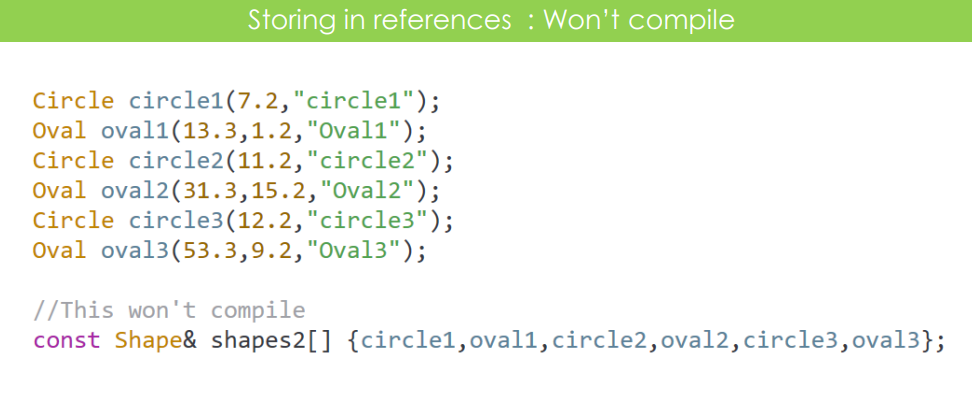 Storing in references  : Won’t compile
Circle circle1(7.2,"circle1");
Oval oval1(13.3,1.2,"Oval1");
Circle circle2(11.2,"circle2");
Oval oval2(31.3,15.2,"Oval2");
Circle circle3(12.2,"circle3");
Oval oval3(53.3,9.2,"Oval3");
//This won't compile
const Shape& shapes2[] {circle1,oval1,circle2,oval2,circle3,oval3};